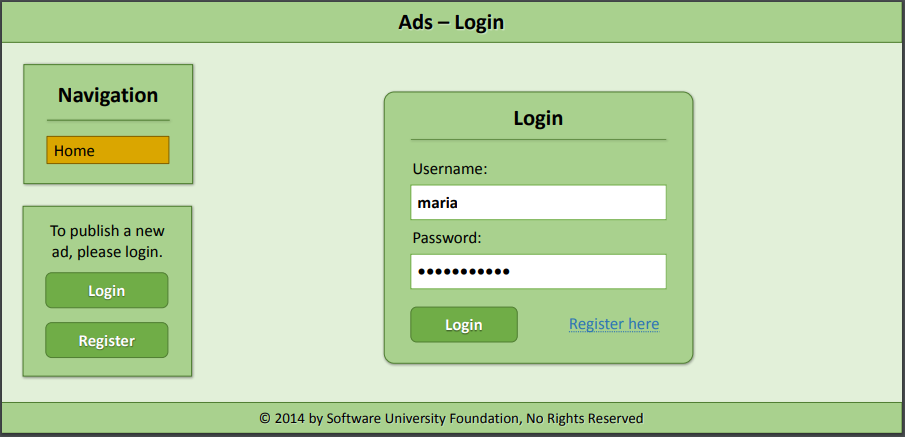 Ads – Login
Navigation
Home
To publish a new
ad, please login.
Login
Register
Login
Username:
maria
Password:
●●●●●●●●●●●
Login
Register here
© 2014 by Software University Foundation, No Rights Reserved